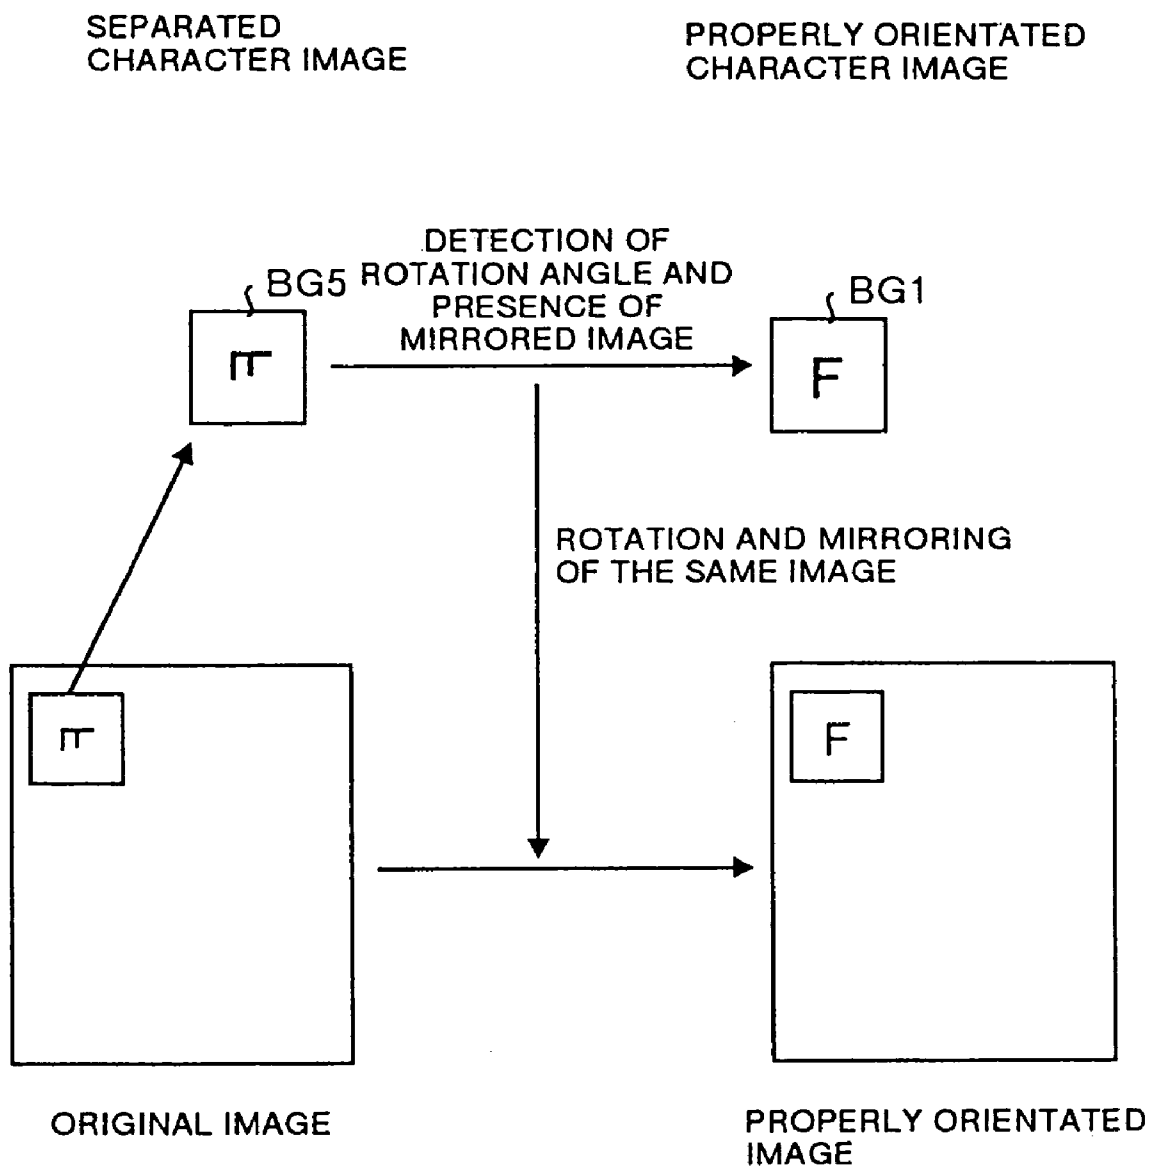 SEPARATED
CHARACTER IMAGE
PROPERLY ORIENTATED
CHARACTER IMAGE
DETECTION OF
ROTATION ANGLE AND
PRESENCE OF
MIRRORED IMAGE
BG5
BG1
F
F
ROTATION AND MIRRORING
OF THE SAME IMAGE
F
F
ORIGINAL IMAGE
PROPERLY ORIENTATED
IMAGE